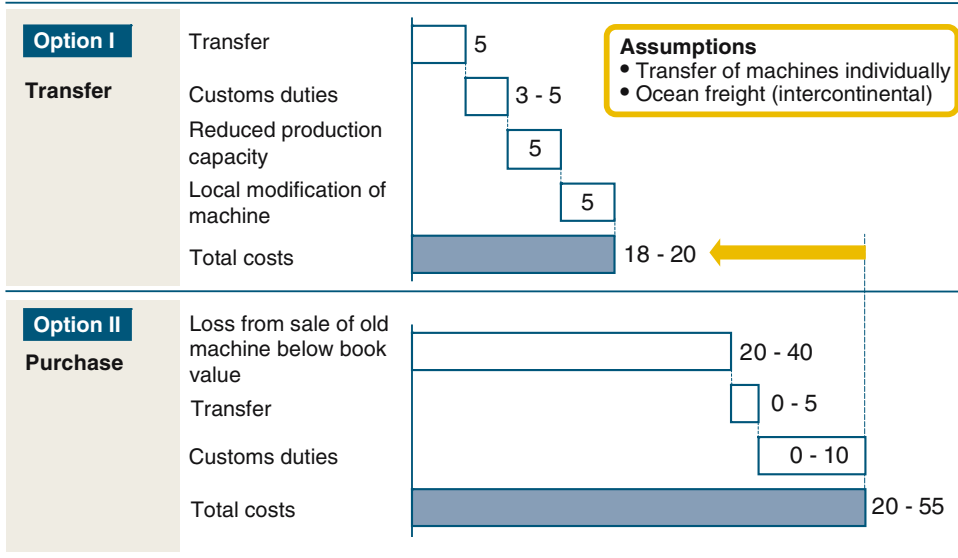 Option I
Transfer
Transfer
5
Customs duties
3 - 5
Reduced production
capacity
5
Local modification of
machine
5
Total costs
18 - 20
Assumptions
• Transfer of machines individually
• Ocean freight (intercontinental)
Option II
Purchase
Loss from sale of old
machine below book
value
20 - 40
Transfer
0 - 5
Customs duties
0 - 10
Total costs
20 - 55